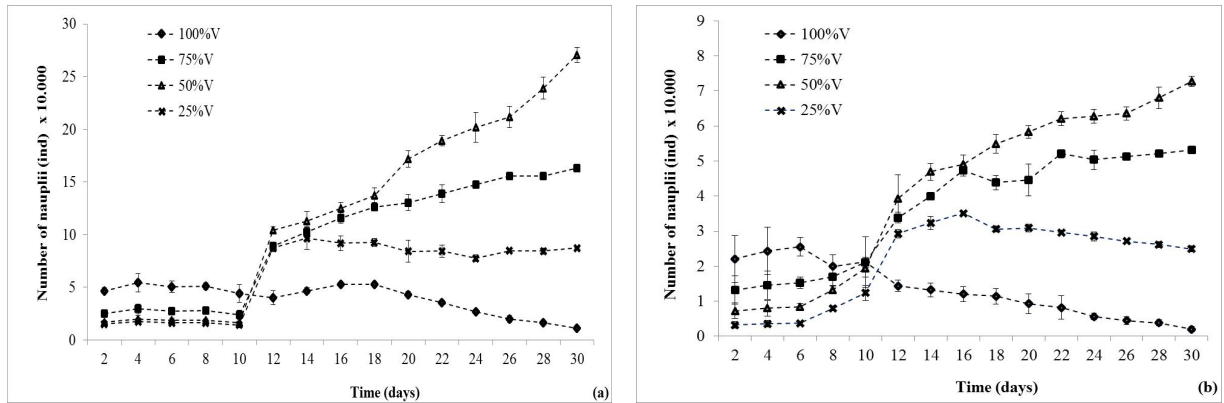 Number of nauplii (ind) x 10.000
30
25
20
15
10
5
0
100%V
75%V
50%V
25%V
2 4 6 8 10 12 14 16 18 20 22 24 26 28 30
Time (days)
(a)
Number of nauplii (ind) x 10.000
9
8
7
6
5
4
3
2
1
0
100%V
75%V
50%V
25%V
2 4 6 8 10 12 14 16 18 20 22 24 26 28 30
Time (days)
(b)